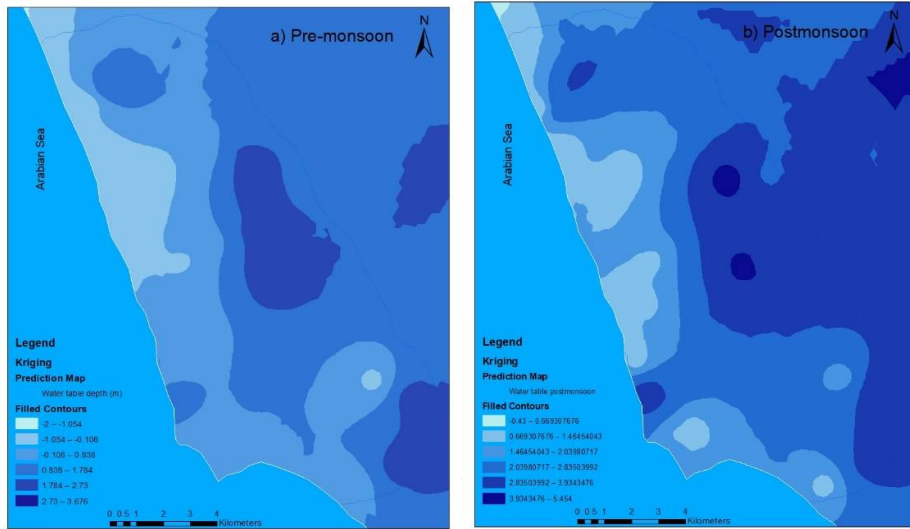 a) Pre-monsoon
N
Arabian Sea
Legend
Kriging
Prediction Map
Water table depth (m)
Filled Contours
-2 – -1.054
-1.054 – -0.108
-0.108 – 0.838
0.838 – 1.784
1.784 – 2.73
2.73 – 3.676
0 0.5 1 2 3 4
Kilometers
b) Postmonsoon
N
Arabian Sea
Legend
Kriging
Prediction Map
Water table postmonsoon
Filled Contours
-0.43 – 0.669307676
0.669307676 – 1.46454043
1.46454043 – 2.03980717
2.03980717 – 2.83503992
2.83503992 – 3.9343476
3.9343476 – 5.454
0 0.5 1 2 3 4
Kilometers